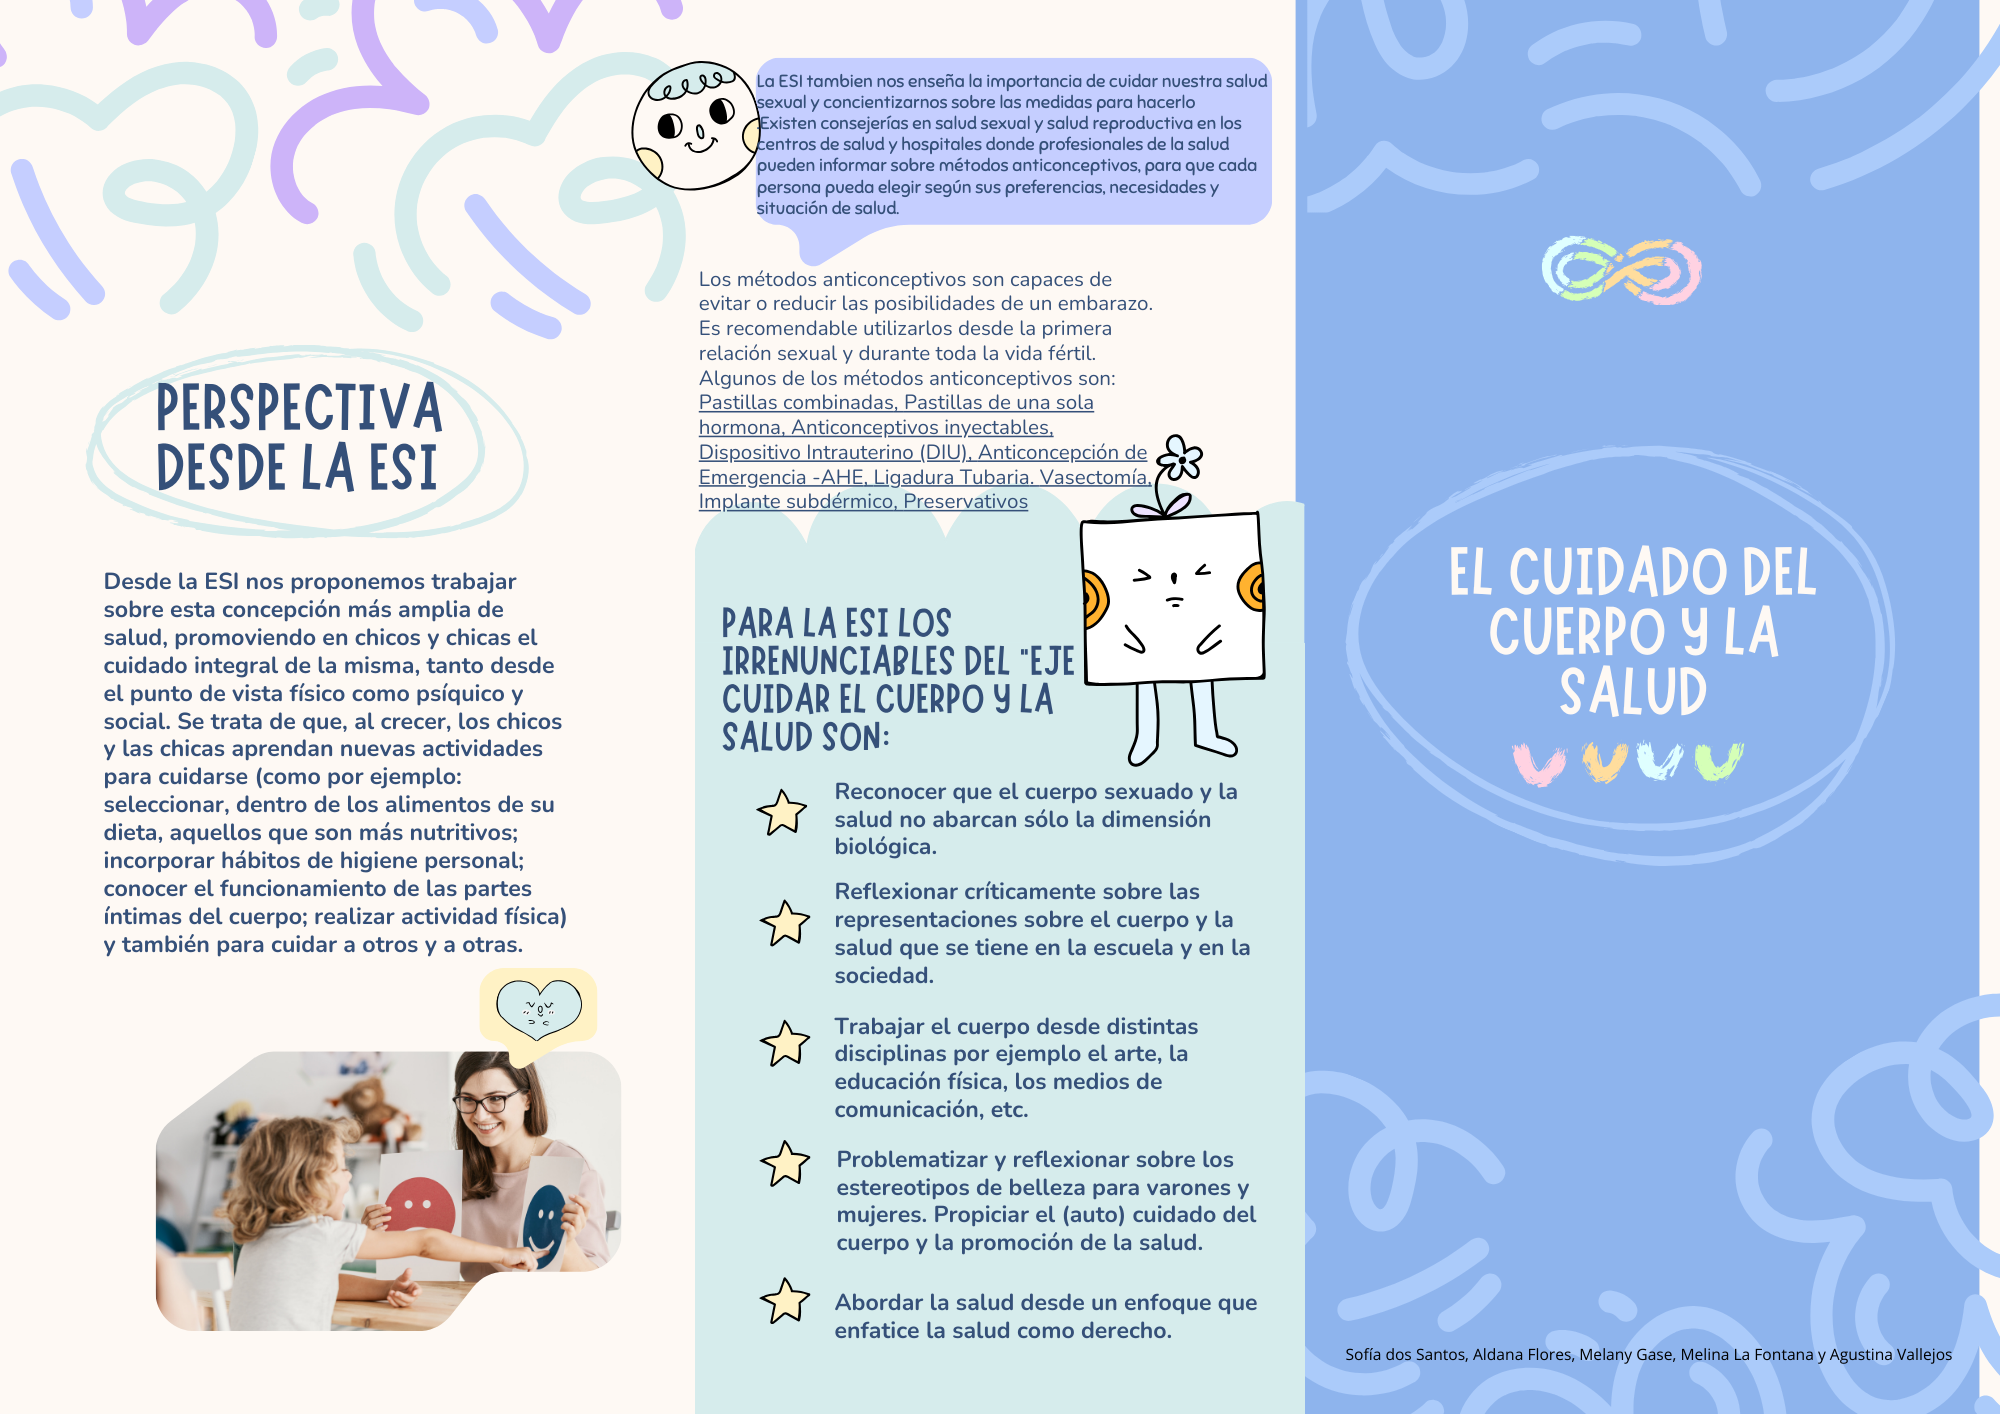 PERSPECTIVA
DESDE LA ESI
Desde la ESI nos proponemos trabajar
sobre esta concepción más amplia de
salud, promoviendo en chicos y chicas el
cuidado integral de la misma, tanto desde
el punto de vista físico como psíquico y
social. Se trata de que, al crecer, los chicos
y las chicas aprendan nuevas actividades
para cuidarse (como por ejemplo:
seleccionar, dentro de los alimentos de su
dieta, aquellos que son más nutritivos;
incorporar hábitos de higiene personal;
conocer el funcionamiento de las partes
íntimas del cuerpo; realizar actividad física)
y también para cuidar a otros y a otras.
La ESI tambien nos enseña la importancia de cuidar nuestra salud
sexual y concientizarnos sobre las medidas para hacerlo
.Existen consejerías en salud sexual y salud reproductiva en los
centros de salud y hospitales donde profesionales de la salud
pueden informar sobre métodos anticonceptivos, para que cada
persona pueda elegir según sus preferencias, necesidades y
situación de salud.
Los métodos anticonceptivos son capaces de
evitar o reducir las posibilidades de un embarazo.
Es recomendable utilizarlos desde la primera
relación sexual y durante toda la vida fértil.
Algunos de los métodos anticonceptivos son:
Pastillas combinadas, Pastillas de una sola
hormona, Anticonceptivos inyectables,
Dispositivo Intrauterino (DIU), Anticoncepción de
Emergencia -AHE, Ligadura Tubaria. Vasectomía,
Implante subdérmico, Preservativos
PARA LA ESI LOS
IRRENUNCIABLES DEL "EJE
CUIDAR EL CUERPO Y LA
SALUD SON:
Reconocer que el cuerpo sexuado y la
salud no abarcan sólo la dimensión
biológica.
Reflexionar críticamente sobre las
representaciones sobre el cuerpo y la
salud que se tiene en la escuela y en la
sociedad.
Trabajar el cuerpo desde distintas
disciplinas por ejemplo el arte, la
educación física, los medios de
comunicación, etc.
Problematizar y reflexionar sobre los
estereotipos de belleza para varones y
mujeres. Propiciar el (auto) cuidado del
cuerpo y la promoción de la salud.
Abordar la salud desde un enfoque que
enfatice la salud como derecho.
EL CUIDADO DEL
CUERPO Y LA
SALUD
Sofía dos Santos, Aldana Flores, Melany Gase, Melina La Fontana y Agustina Vallejos